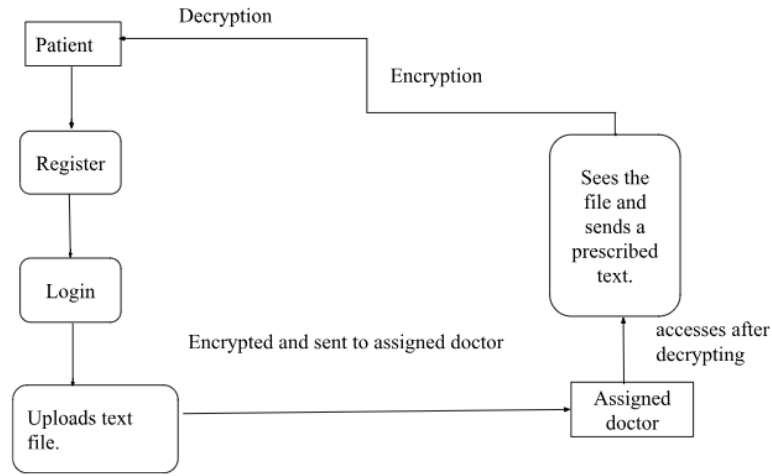 Decryption
Patient
Encryption
Register
Sees the
file and
sends a
prescribed
text.
Login
Encrypted and sent to assigned doctor
accesses after
decrypting
Uploads text
file.
Assigned
doctor